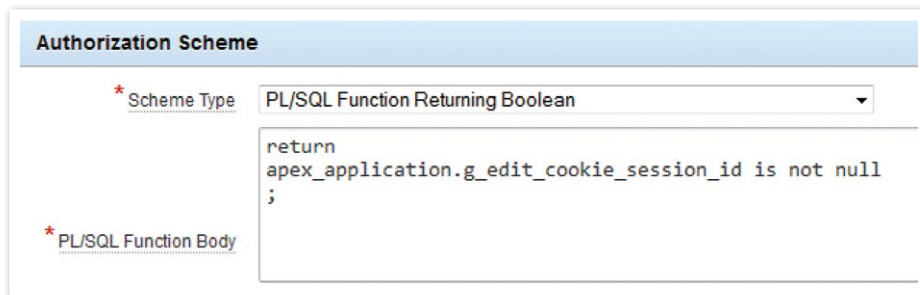 Authorization Scheme
* Scheme Type PL/SQL Function Returning Boolean
return
apex_application.g_edit_cookie_session_id is not null
;
* PL/SQL Function Body